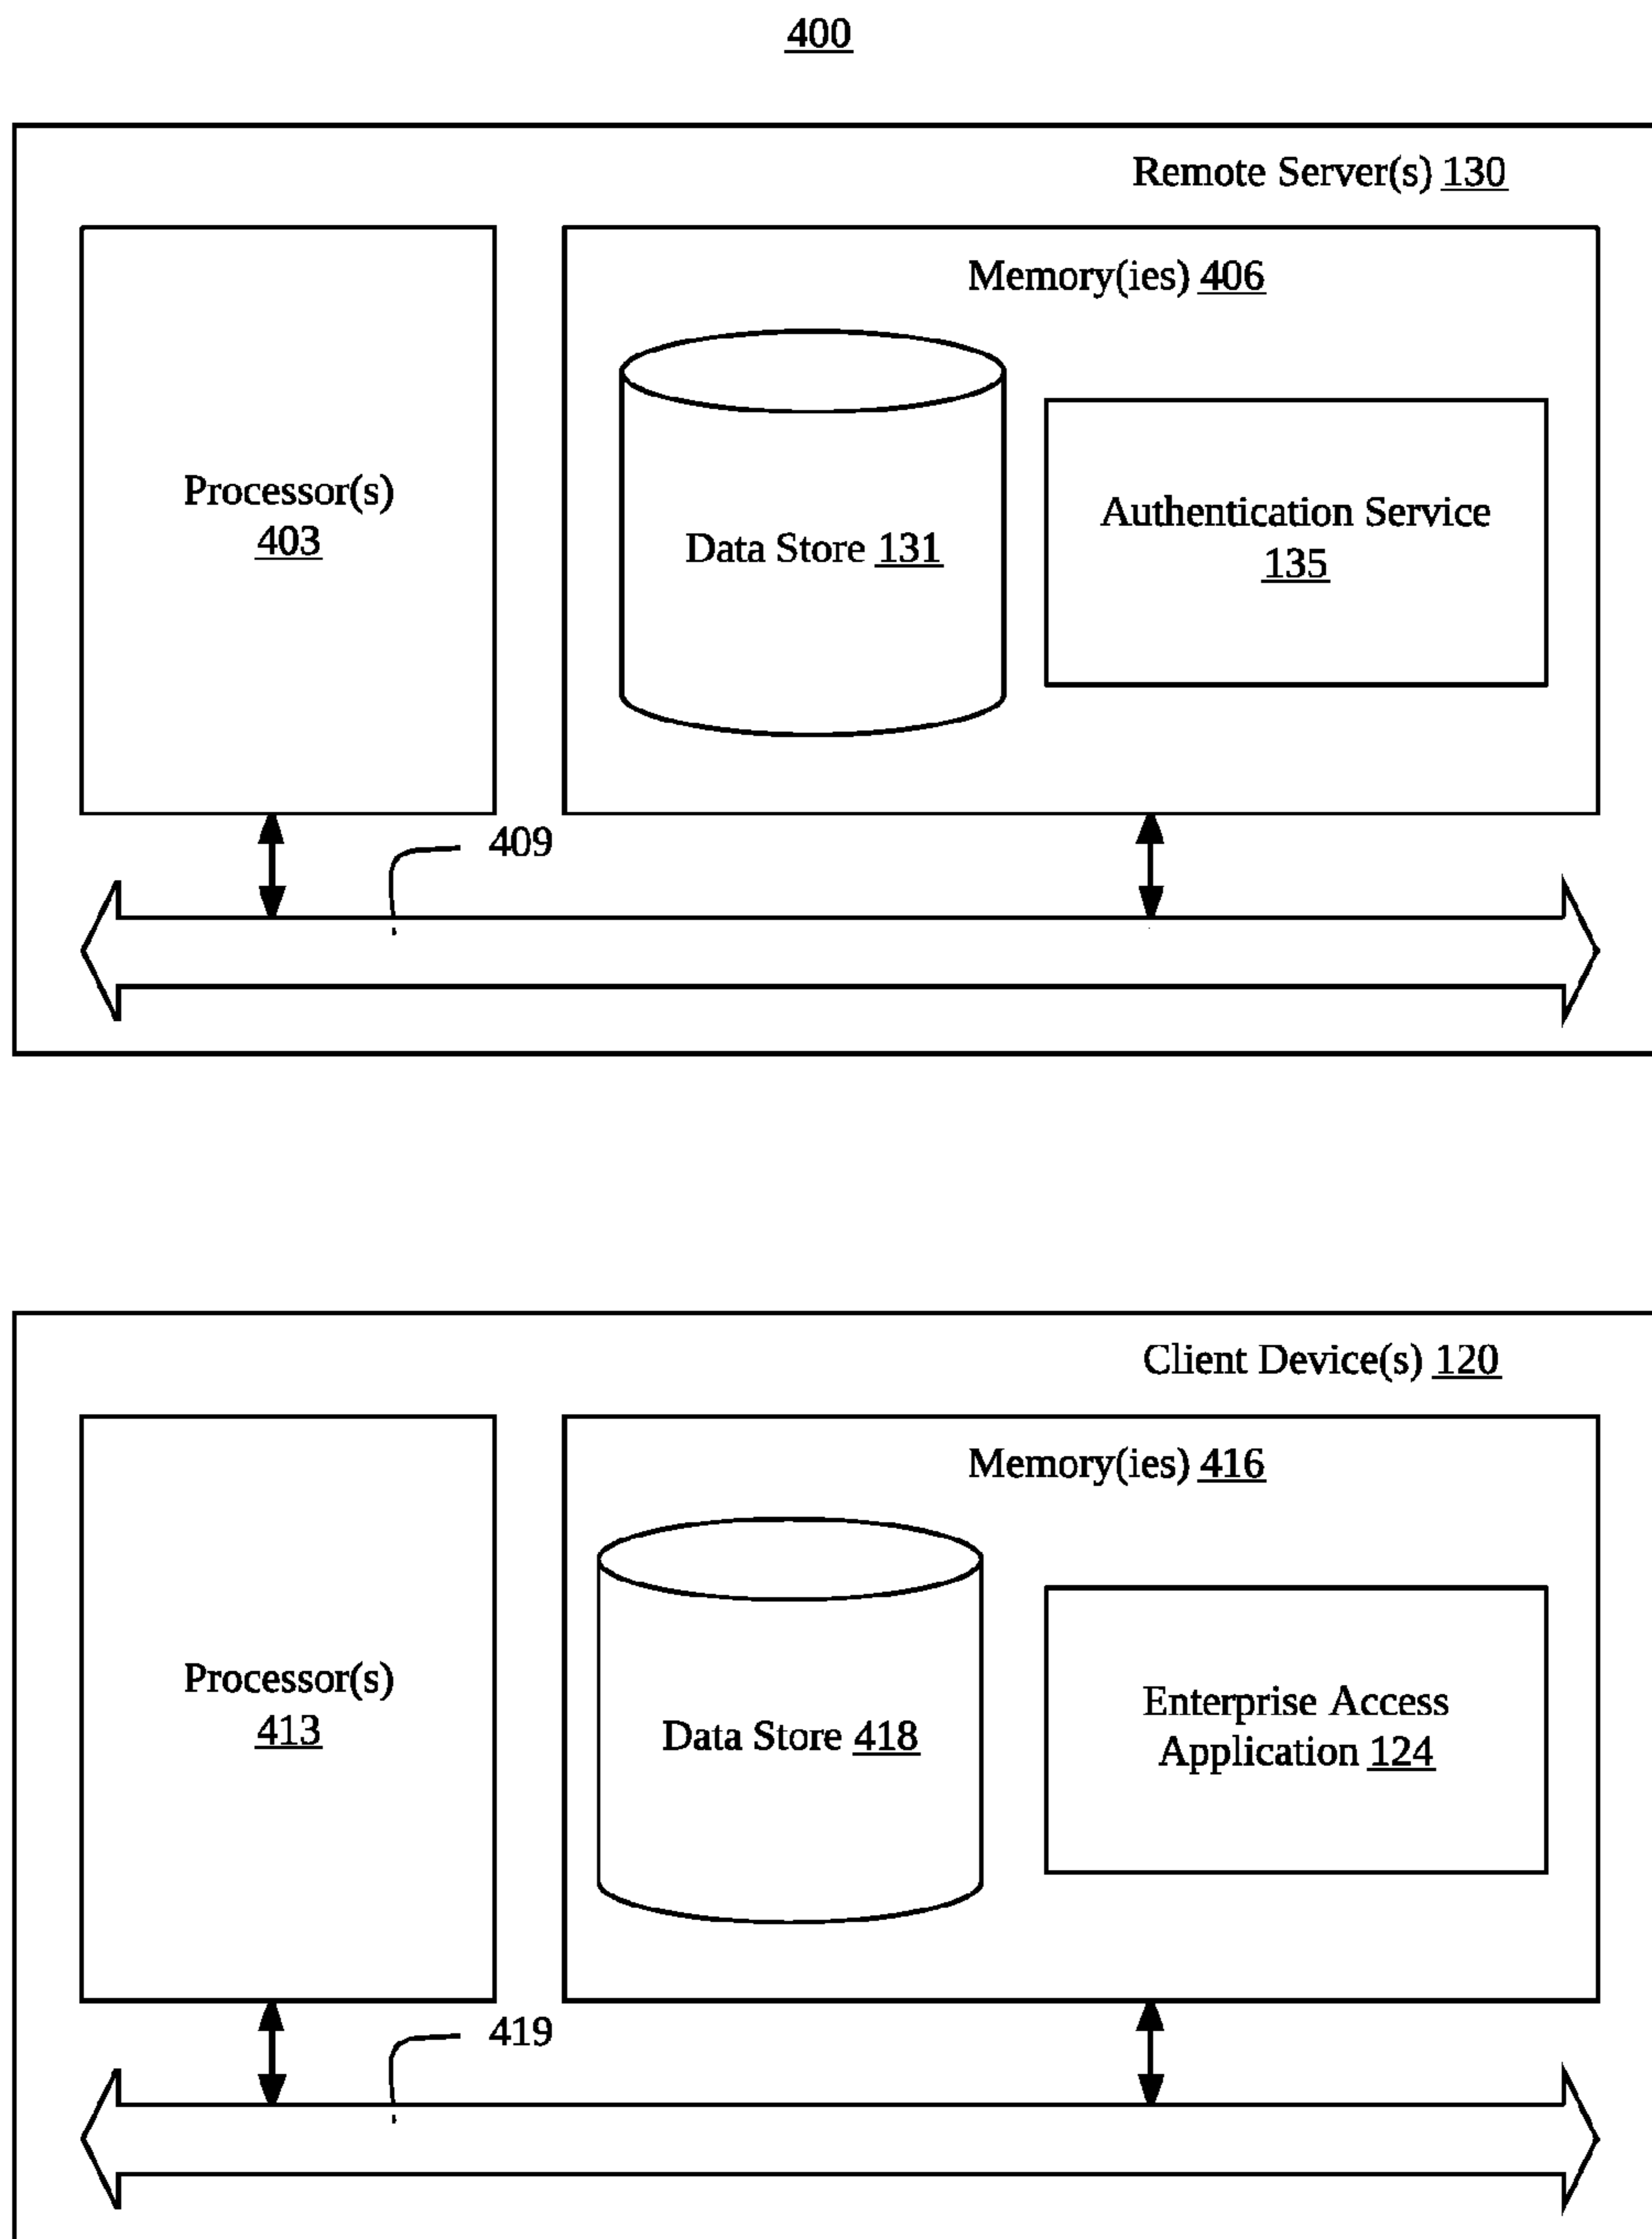 400
Remote Server(s) 130
Memory(ies) 406
Processor(s)
403
Data Store 131
Authentication Service
135
409
Client Device(s) 120
Memory(ies) 416
Processor(s)
413
Data Store 418
Enterprise Access
Application 124
419